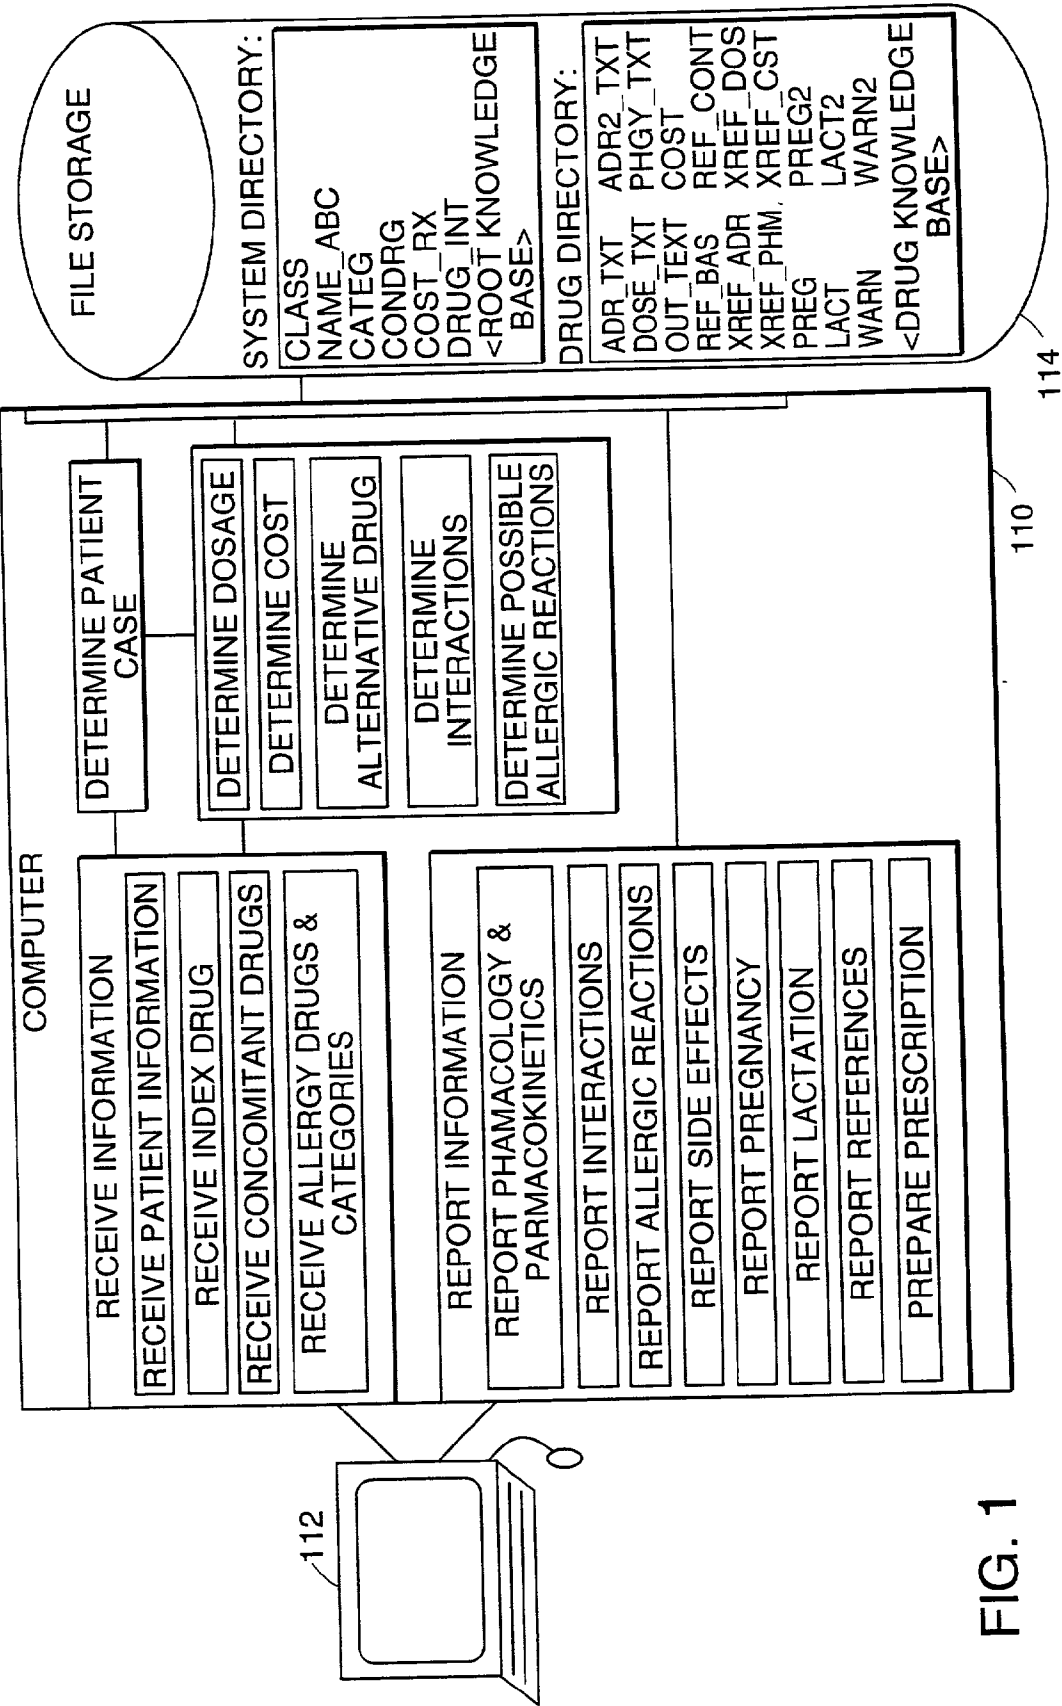 COMPUTER
RECEIVE INFORMATION
RECEIVE PATIENT INFORMATION
RECEIVE INDEX DRUG
RECEIVE CONCOMITANT DRUGS
RECEIVE ALLERGY DRUGS &
CATEGORIES
REPORT INFORMATION
REPORT PHAMACOLOGY &
PARMACOKINETICS
REPORT INTERACTIONS
REPORT ALLERGIC REACTIONS
REPORT SIDE EFFECTS
REPORT PREGNANCY
REPORT LACTATION
REPORT REFERENCES
PREPARE PRESCRIPTION
DETERMINE PATIENT
CASE
DETERMINE DOSAGE
DETERMINE COST
DETERMINE
ALTERNATIVE DRUG
DETERMINE
INTERACTIONS
DETERMINE POSSIBLE
ALLERGIC REACTIONS
FILE STORAGE
SYSTEM DIRECTORY:
CLASS
NAME_ABC
CATEG
CONDRG
COST_RX
DRUG_INT
<ROOT KNOWLEDGE
BASE>
DRUG DIRECTORY:
ADR_TXT ADR2_TXT
DOSE_TXT PHGY_TXT
OUT_TEXT COST
REF_BAS REF_CONT
XREF_ADR XREF_DOS
XREF_PHM, XREF_CST
PREG PREG2
LACT LACT2
WARN WARN2
<DRUG KNOWLEDGE
BASE>
112
110
114
FIG. 1